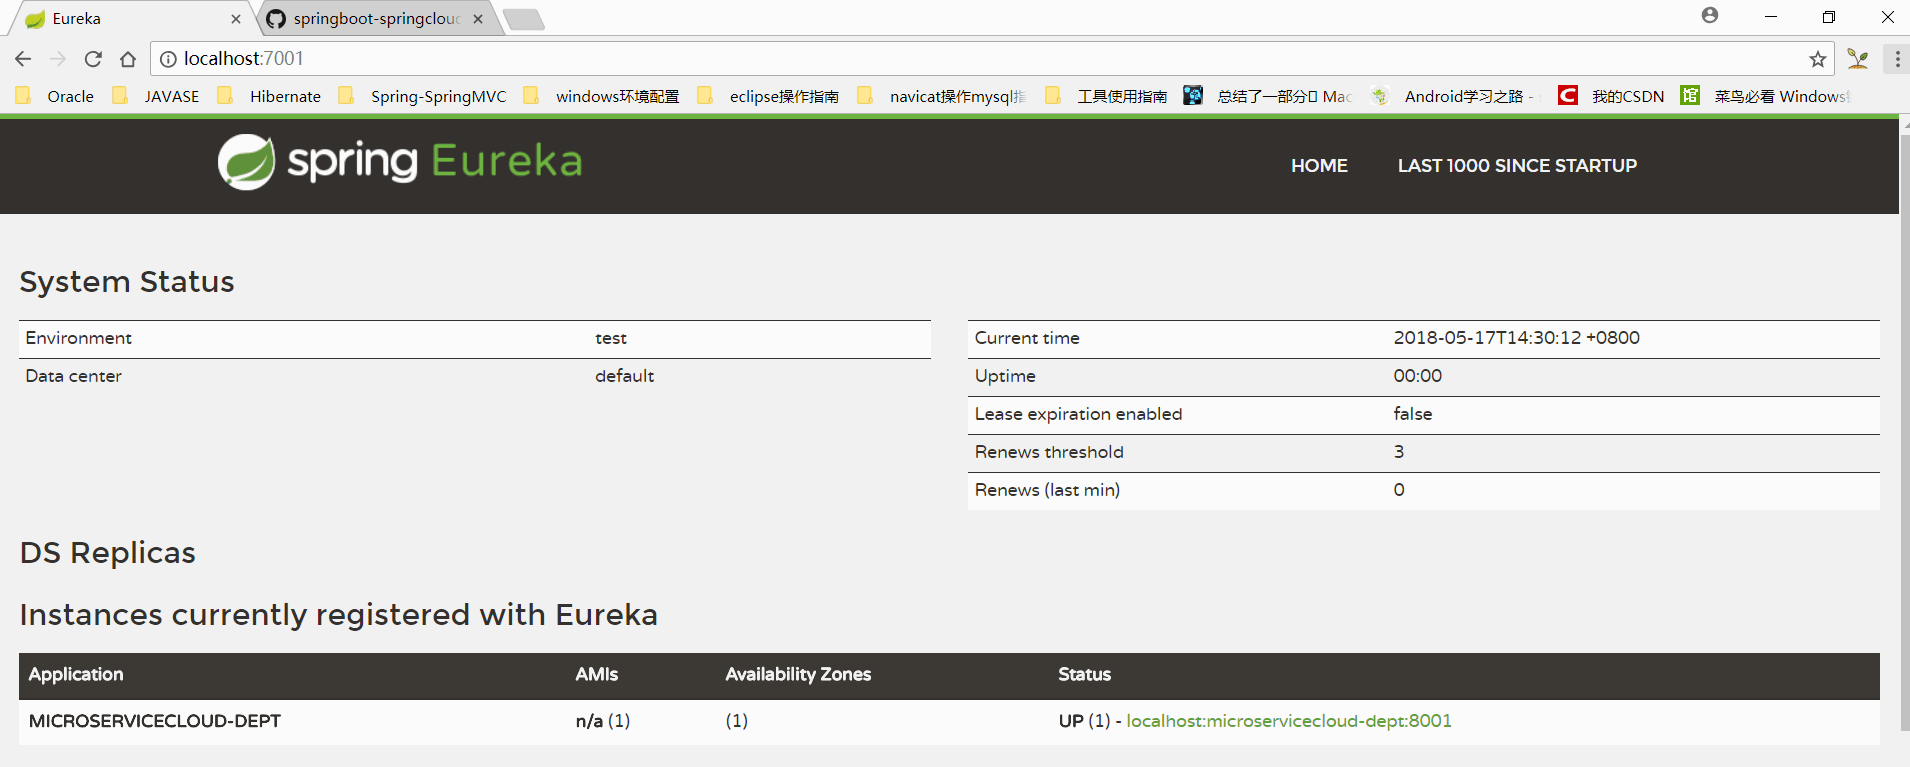 Eureka
springboot-springcloud
localhost:7001
Oracle JAVASE Hibernate Spring-SpringMVC windows环境配置 eclipse操作指南 navicat操作mysql指 工具使用指南 总结了一部分 Mac Android学习之路 - 我的CSDN 菜鸟必看 Windows
spring Eureka HOME LAST 1000 SINCE STARTUP
System Status
Environment test
Data center default
Current time 2018-05-17T14:30:12 +0800
Uptime 00:00
Lease expiration enabled false
Renews threshold 3
Renews (last min) 0
DS Replicas
Instances currently registered with Eureka
Application AMIs Availability Zones Status
MICROSERVICECLOUD-DEPT n/a (1) (1) UP (1) - localhost:microservicecloud-dept:8001